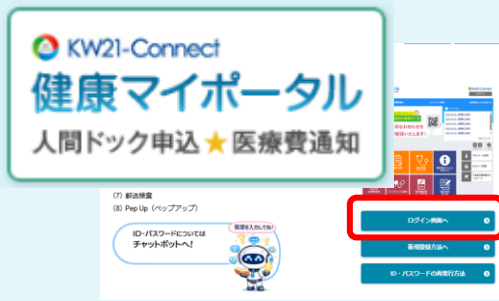 KW21-Connect
健康マイポータル
人間ドック申込★医療費通知
(7) 郵送検査
(8) Pep Up（ペップアップ）
ID・パスワードについては
チャットボットへ!
質問を入力してね!
ログイン画面へ
新規登録方法へ
ID・パスワードの再発行方法